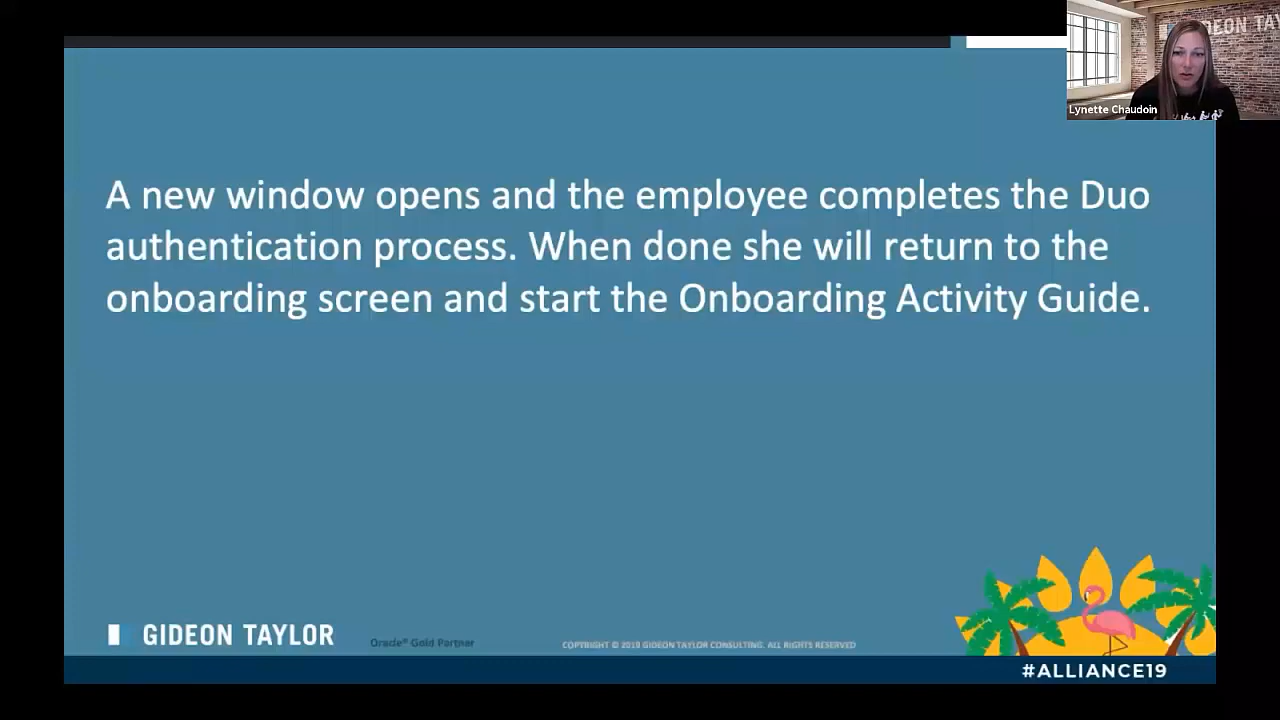 DEON TAY
Lynette Chaudoin
A new window opens and the employee completes the Duo
authentication process. When done she will return to the
onboarding screen and start the Onboarding Activity Guide.
GIDEON TAYLOR
Oracle® Gold Partner
COPYRIGHT © 2019 GIDEON TAYLOR CONSULTING. ALL RIGHTS RESERVED
#ALLIANCE19